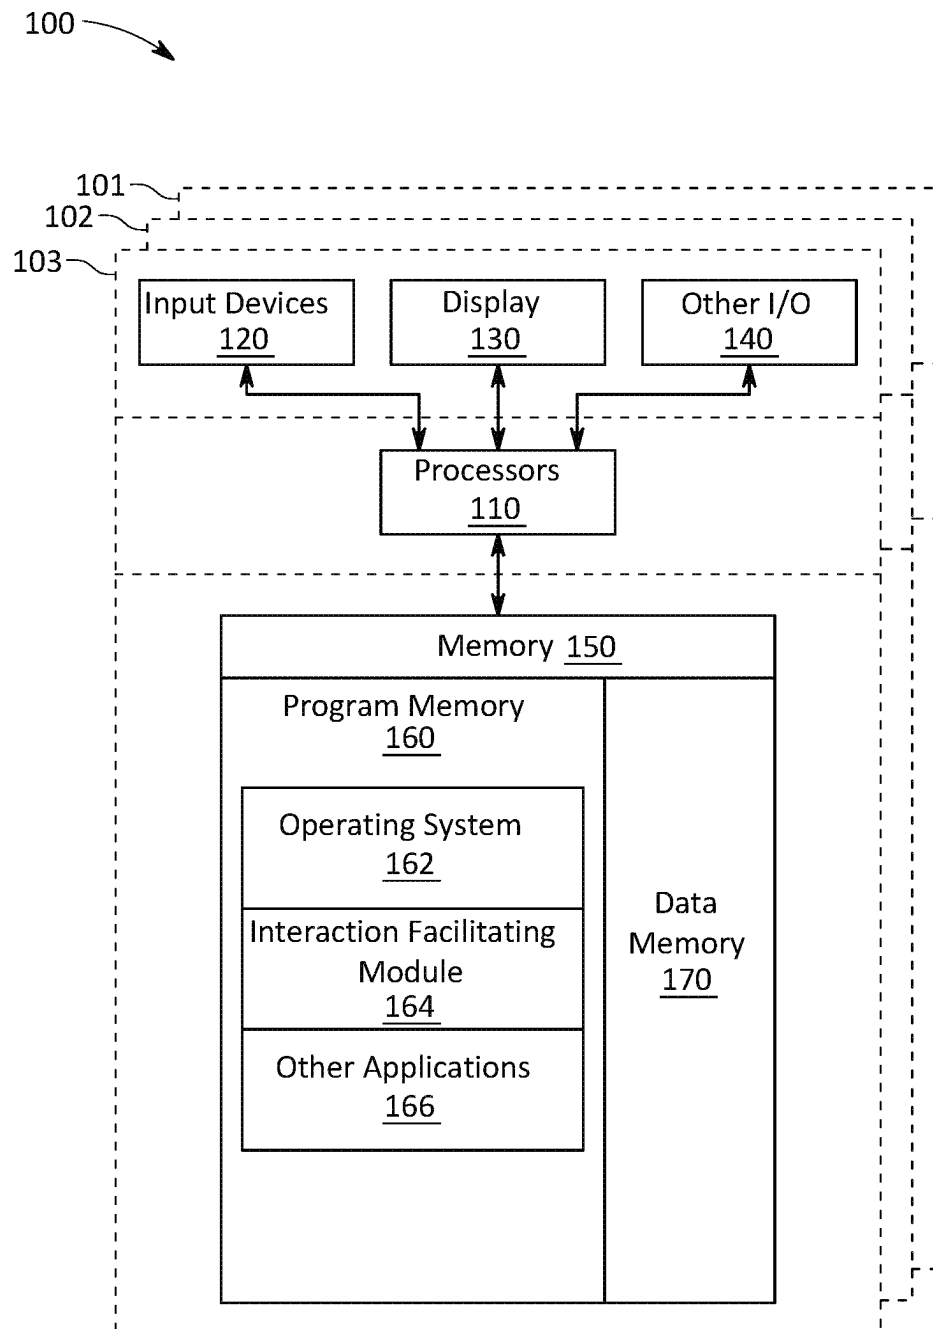 100
101
102
103
Input Devices
120
Display
130
Other I/O
140
Processors
110
Memory 150
Program Memory
160
Operating System
162
Interaction Facilitating
Module
164
Other Applications
166
Data
Memory
170